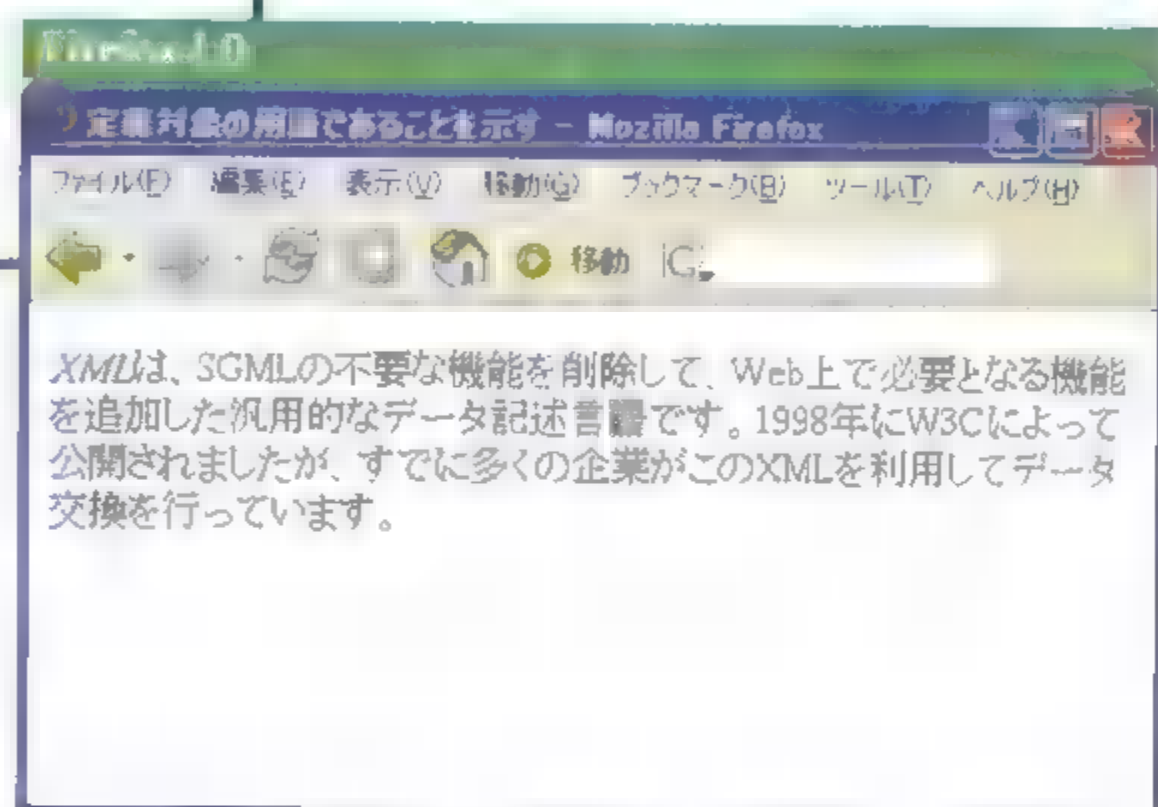 定義対象の用語であることを示す - Mozilla Firefox
ファイル(F) 編集(E) 表示(V) 移動(G) ブックマーク(B) ツール(T) ヘルプ(H)
移動 G
XMLは、SGMLの不要な機能を削除して、Web上で必要となる機能
を追加した汎用的なデータ記述言語です。1998年にW3Cによって
公開されましたが、すでに多くの企業がこのXMLを利用してデータ
交換を行っています。